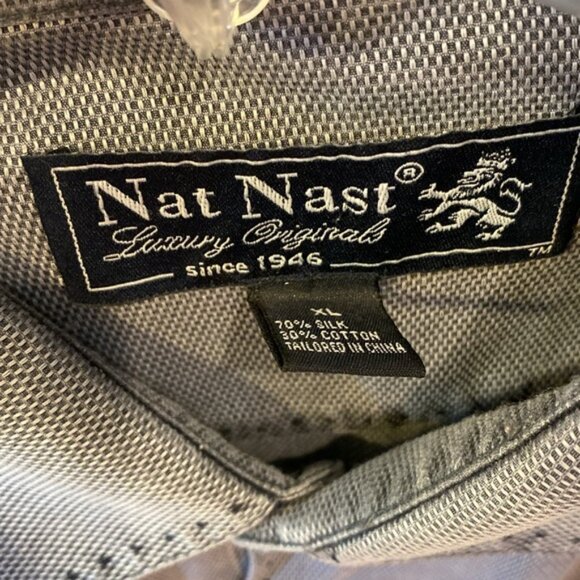 Nat Nast®
Luxury Originals
since 1946
TM
XL
70% SILK
30% COTTON
TAILORED IN CHINA